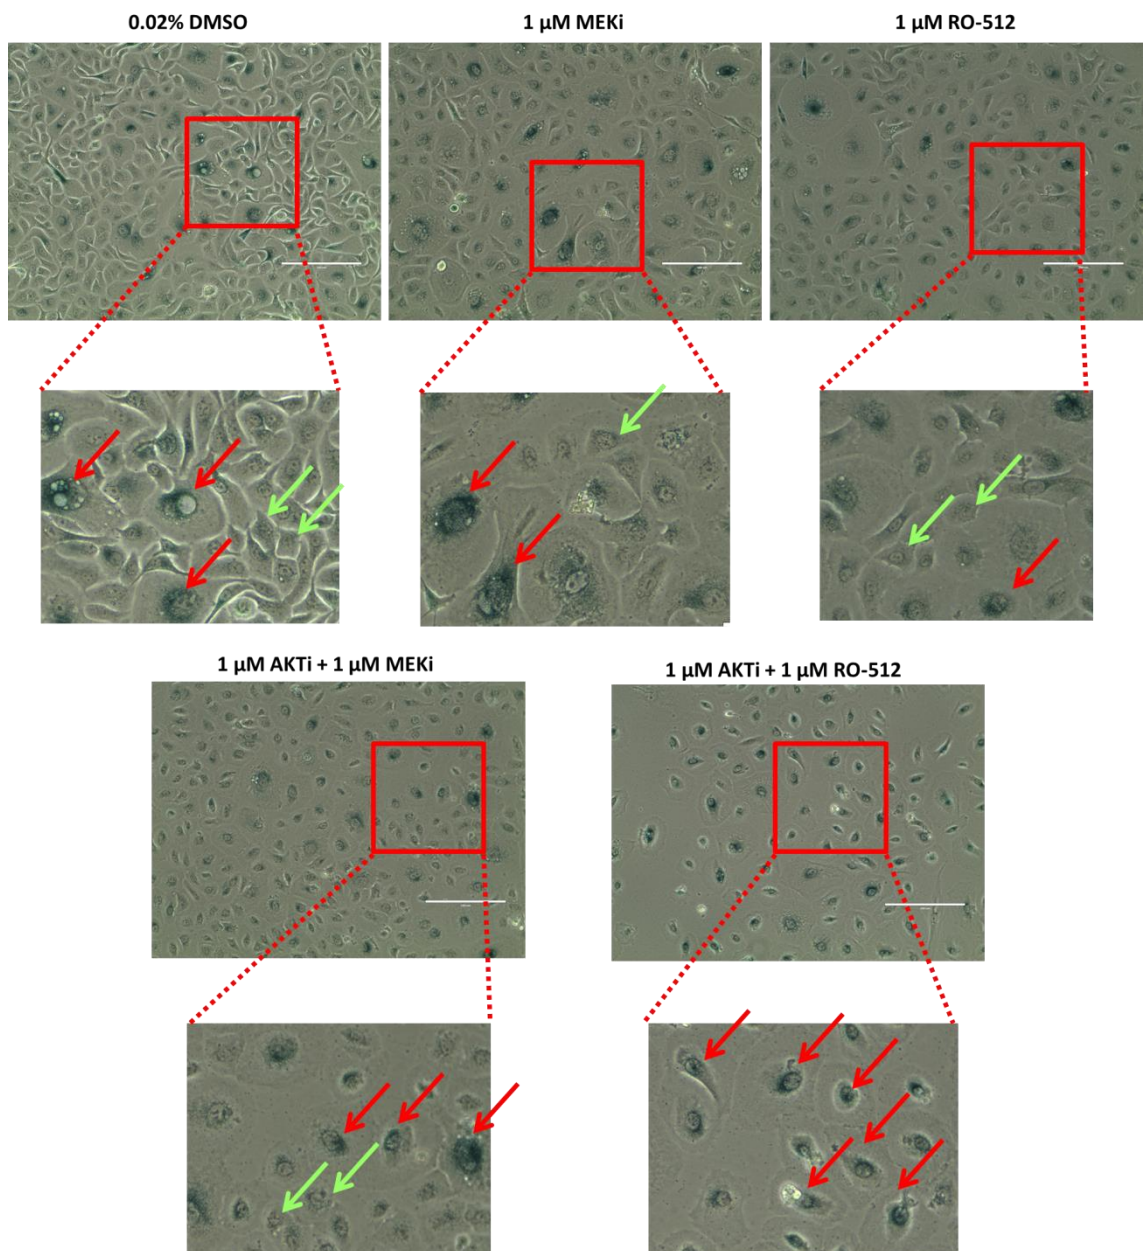 0.02% DMSO
1 µM MEKi
1 µM RO-512
1 µM AKTi + 1 µM MEKi
1 µM AKTi + 1 µM RO-512